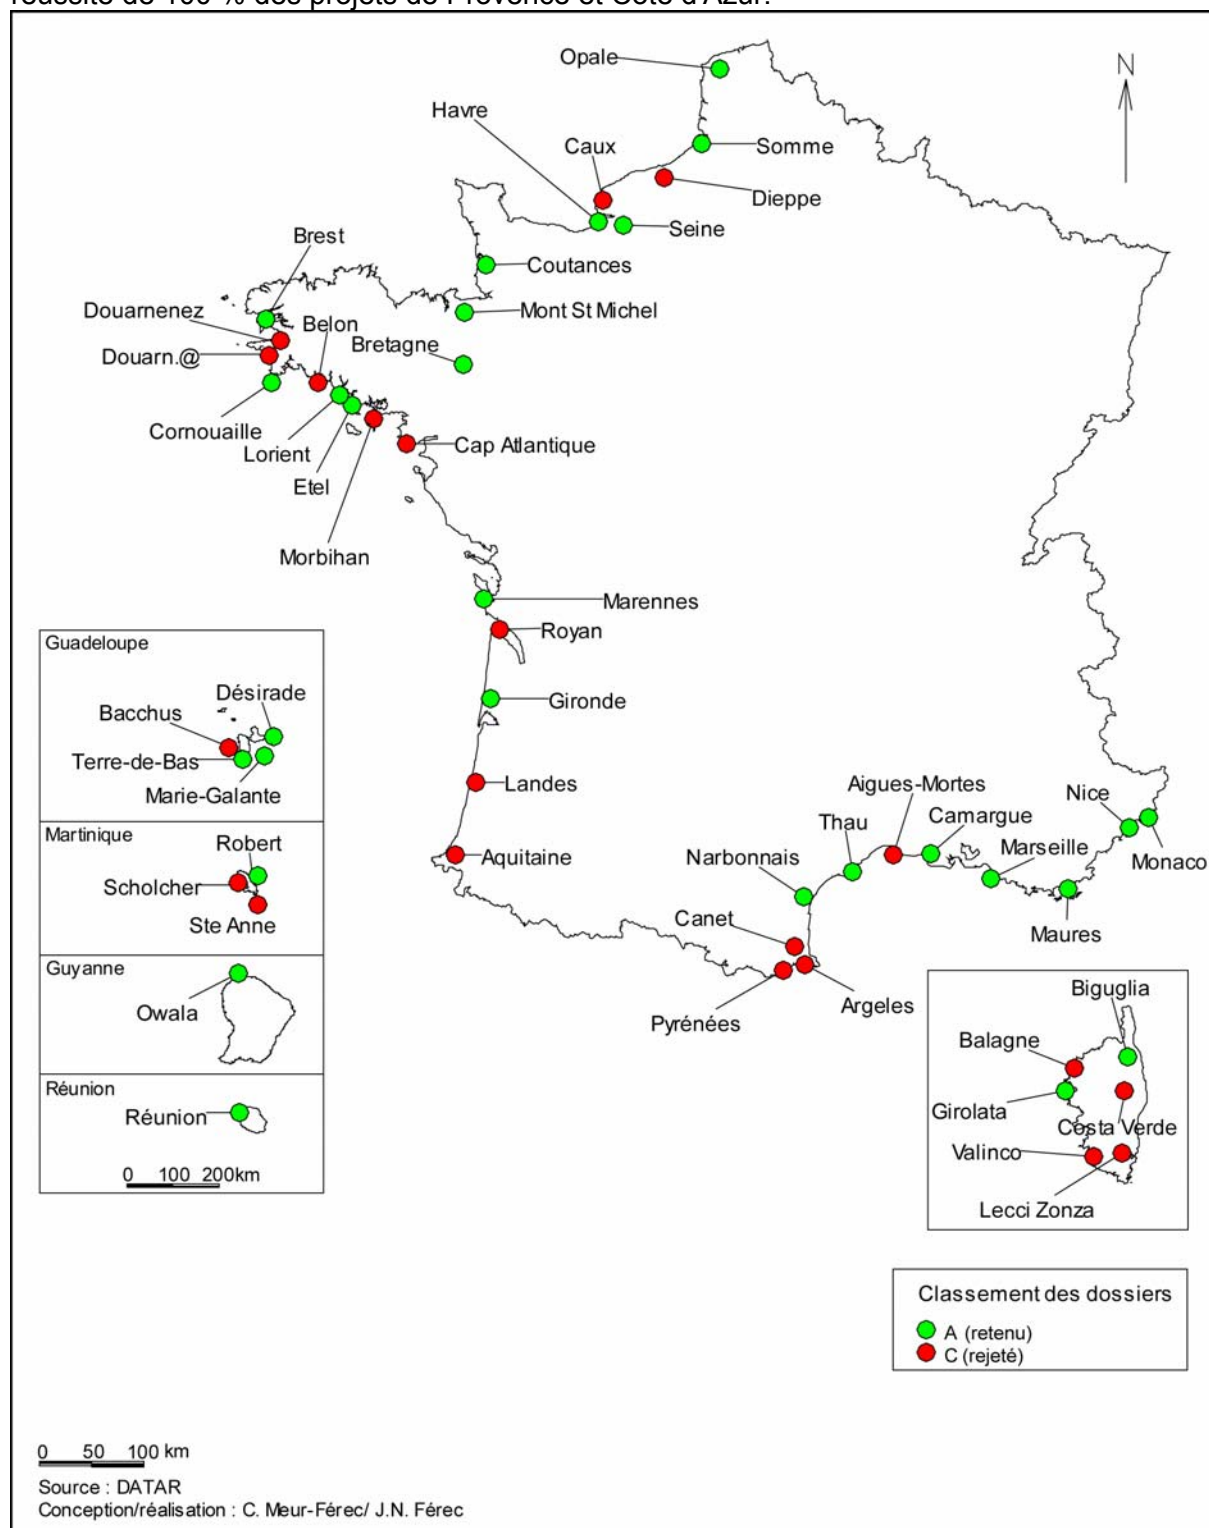 réussite de 100 % des projets de Provence et Côte d'Azur.
Opale
N
Havre
Caux
Somme
Dieppe
Seine
Brest
Coutances
Douarnenez
Belon
Mont St Michel
Douarn.@
Bretagne
Cornouaille
Lorient
Cap Atlantique
Etel
Morbihan
Marennes
Royan
Gironde
Landes
Aquitaine
Aigues-Mortes
Nice
Thau
Camargue
Narbonnais
Marseille
Monaco
Canet
Maures
Pyrénées
Argeles
Guadeloupe
Désirade
Bacchus
Terre-de-Bas
Marie-Galante
Martinique
Robert
Scholcher
Ste Anne
Guyanne
Owala
Réunion
Réunion
0 100 200km
Biguglia
Balagne
Girolata
Costa Verde
Valinco
Lecci Zonza
Classement des dossiers
A (retenu)
C (rejeté)
0 50 100 km
Source : DATAR
Conception/réalisation : C. Meur-Férec/ J.N. Férec